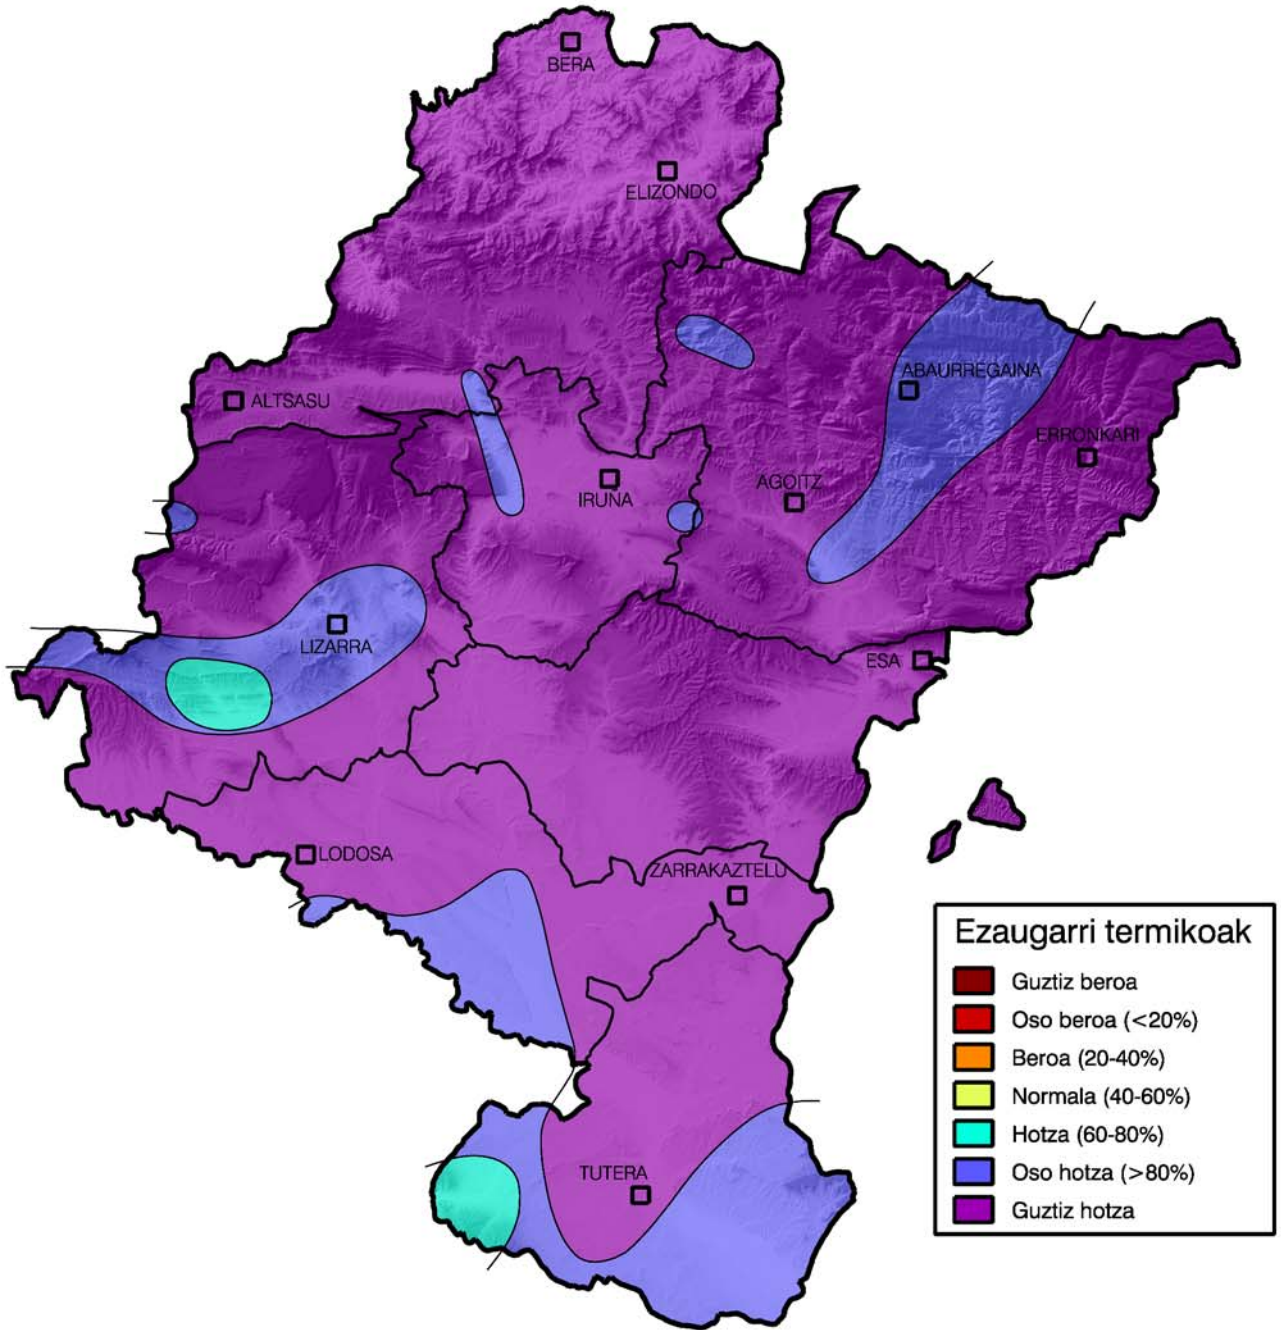 BERA
ELIZONDO
ABAURREGAINA
ALTSASU
ERRONKARI
AGOITZ
IRUÑA
LIZARRA
ESA
LODOSA
ZARRAKAZTELU
TUTERA
Ezaugarri termikoak
Guztiz beroa
Oso beroa (<20%)
Beroa (20-40%)
Normala (40-60%)
Hotza (60-80%)
Oso hotza (>80%)
Guztiz hotza